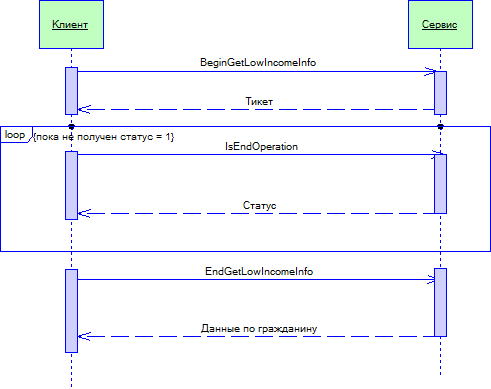 Клиент
Сервис
BeginGetLowIncomeInfo
Тикет
loop
{пока не получен статус = 1}
IsEndOperation
Статус
EndGetLowIncomeInfo
Данные по гражданину